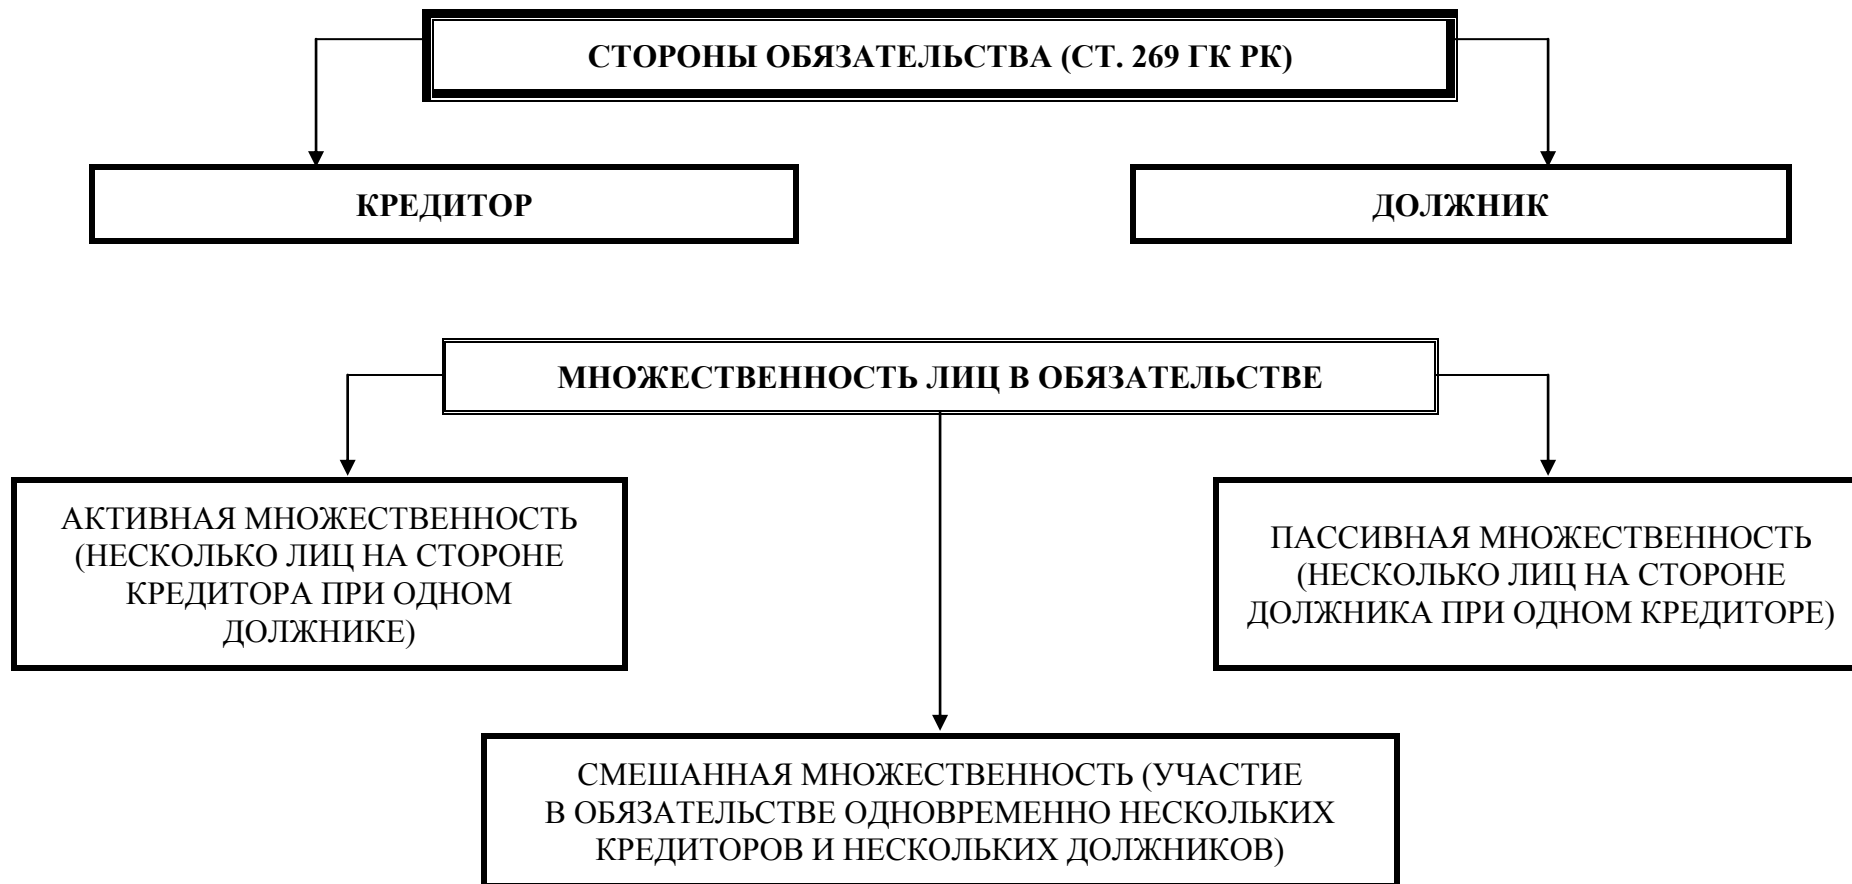 СТОРОНЫ ОБЯЗАТЕЛЬСТВА (СТ. 269 ГК РК)
КРЕДИТОР
ДОЛЖНИК
МНОЖЕСТВЕННОСТЬ ЛИЦ В ОБЯЗАТЕЛЬСТВЕ
АКТИВНАЯ МНОЖЕСТВЕННОСТЬ
(НЕСКОЛЬКО ЛИЦ НА СТОРОНЕ
КРЕДИТОРА ПРИ ОДНОМ
ДОЛЖНИКЕ)
ПАССИВНАЯ МНОЖЕСТВЕННОСТЬ
(НЕСКОЛЬКО ЛИЦ НА СТОРОНЕ
ДОЛЖНИКА ПРИ ОДНОМ КРЕДИТОРЕ)
СМЕШАННАЯ МНОЖЕСТВЕННОСТЬ (УЧАСТИЕ
В ОБЯЗАТЕЛЬСТВЕ ОДНОВРЕМЕННО НЕСКОЛЬКИХ
КРЕДИТОРОВ И НЕСКОЛЬКИХ ДОЛЖНИКОВ)